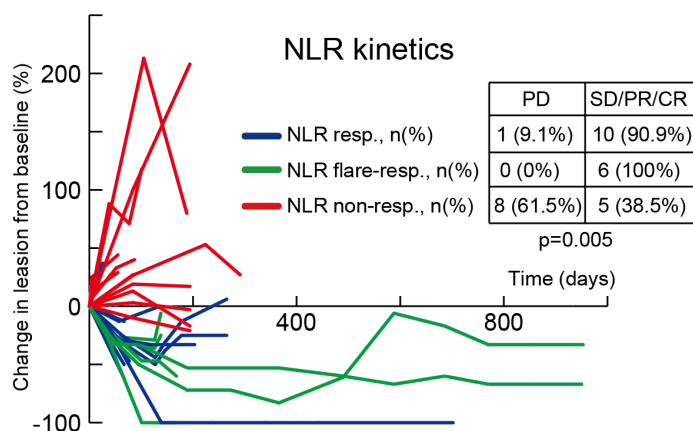 NLR kinetics
Change in leasion from baseline (%)
200
100
0
-100
400
800
Time (days)
PD SD/PR/CR
NLR resp., n(%) 1 (9.1%) 10 (90.9%)
NLR flare-resp., n(%) 0 (0%) 6 (100%)
NLR non-resp., n(%) 8 (61.5%) 5 (38.5%)
p=0.005